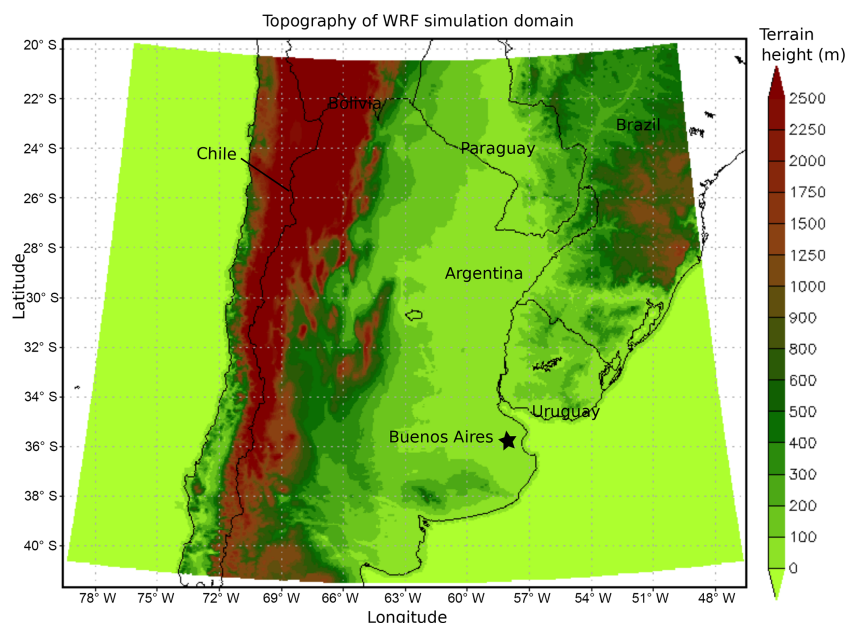 Topography of WRF simulation domain
Terrain
height (m)
20° S
22° S
24° S
26° S
28° S
30° S
32° S
34° S
36° S
38° S
40° S
Latitude
Bolivia
Brazil
Paraguay
Chile
Argentina
Uruguay
Buenos Aires
2500
2250
2000
1750
1500
1250
1000
900
800
600
500
400
300
200
100
0
78° W
75° W
72° W
69° W
66° W
63° W
60° W
57° W
54° W
51° W
48° W
Longitude